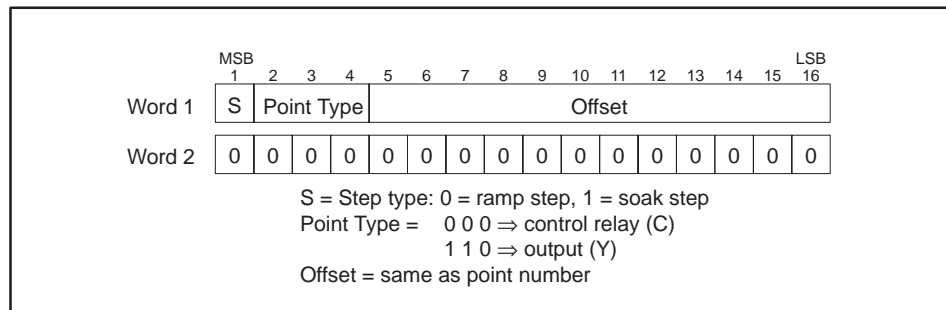 MSB LSB
1 2 3 4 5 6 7 8 9 10 11 12 13 14 15 16
Word 1 S Point Type Offset
Word 2 0 0 0 0 0 0 0 0 0 0 0 0 0 0 0 0
S = Step type: 0 = ramp step, 1 = soak step
Point Type = 0 0 0 ⇒ control relay (C)
1 1 0 ⇒ output (Y)
Offset = same as point number